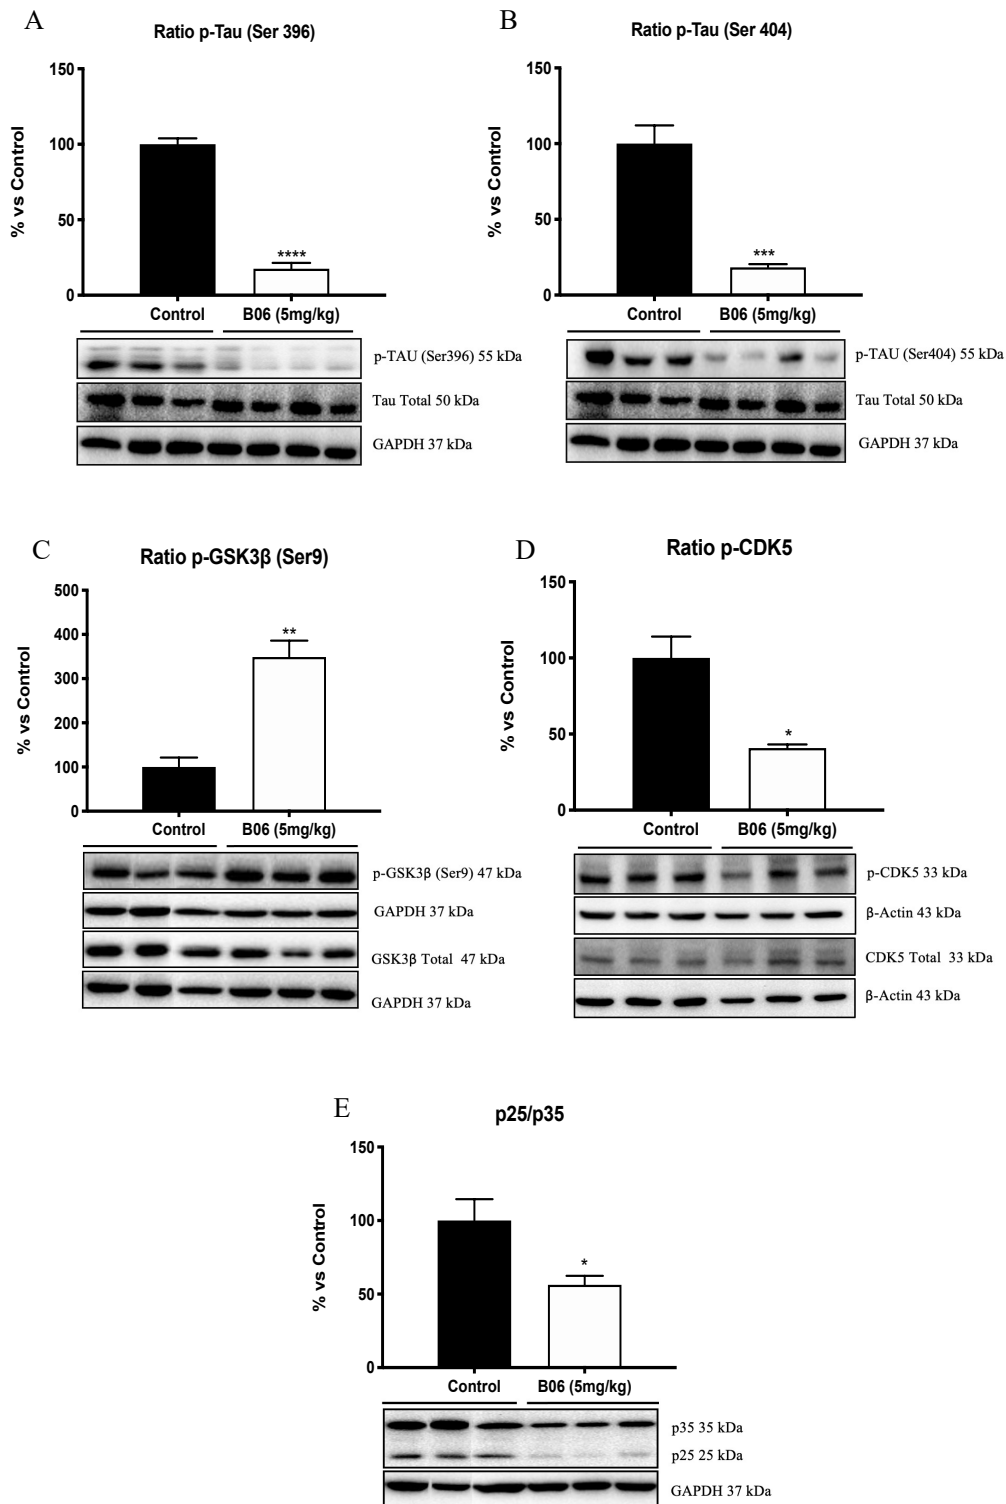 A
Ratio p-Tau (Ser 396)
150
100
50
0
% vs Control
****
Control
B06 (5mg/kg)
p-TAU (Ser396) 55 kDa
Tau Total 50 kDa
GAPDH 37 kDa
B
Ratio p-Tau (Ser 404)
150
100
50
0
% vs Control
***
Control
B06 (5mg/kg)
p-TAU (Ser404) 55 kDa
Tau Total 50 kDa
GAPDH 37 kDa
C
Ratio p-GSK3β (Ser9)
500
400
300
200
100
0
% vs Control
**
Control
B06 (5mg/kg)
p-GSK3β (Ser9) 47 kDa
GAPDH 37 kDa
GSK3β Total 47 kDa
GAPDH 37 kDa
D
Ratio p-CDK5
150
100
50
0
% vs Control
*
Control
B06 (5mg/kg)
p-CDK5 33 kDa
β-Actin 43 kDa
CDK5 Total 33 kDa
β-Actin 43 kDa
E
p25/p35
150
100
50
0
% vs Control
*
Control
B06 (5mg/kg)
p35 35 kDa
p25 25 kDa
GAPDH 37 kDa